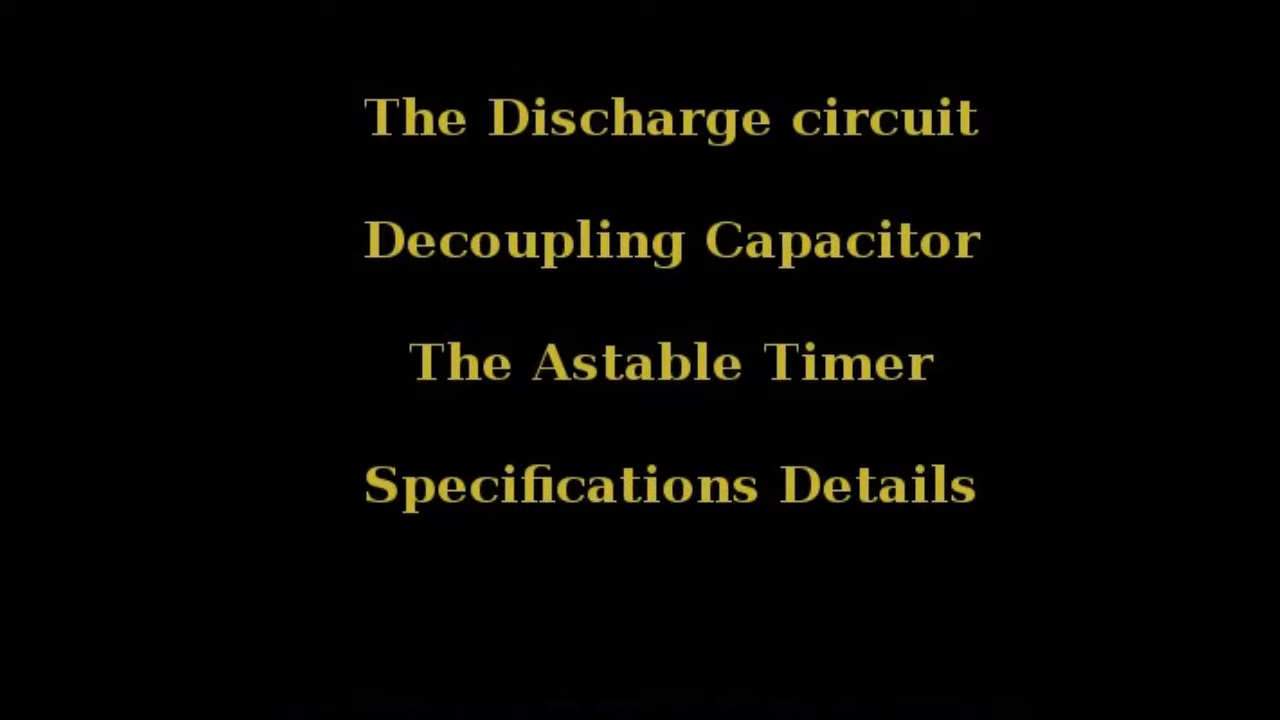 The Discharge circuit
Decoupling Capacitor
The Astable Timer
Specifications Details